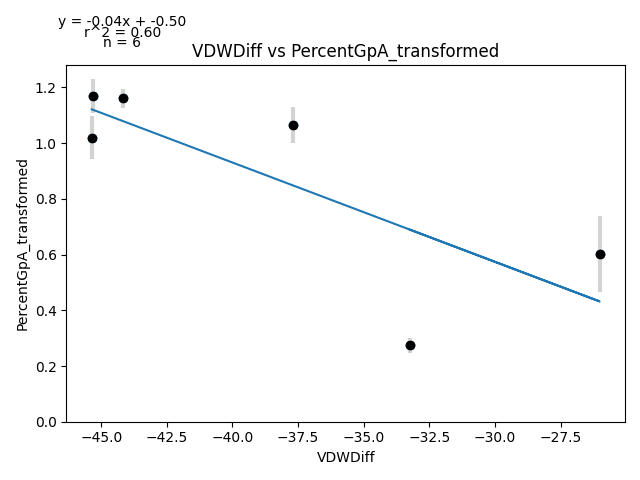 y = -0.04x + -0.50
r^2 = 0.60
n = 6
VDWDiff vs PercentGpA_transformed
1.2
1.0
0.8
0.6
0.4
0.2
0.0
PercentGpA_transformed
−45.0 −42.5 −40.0 −37.5 −35.0 −32.5 −30.0 −27.5
VDWDiff